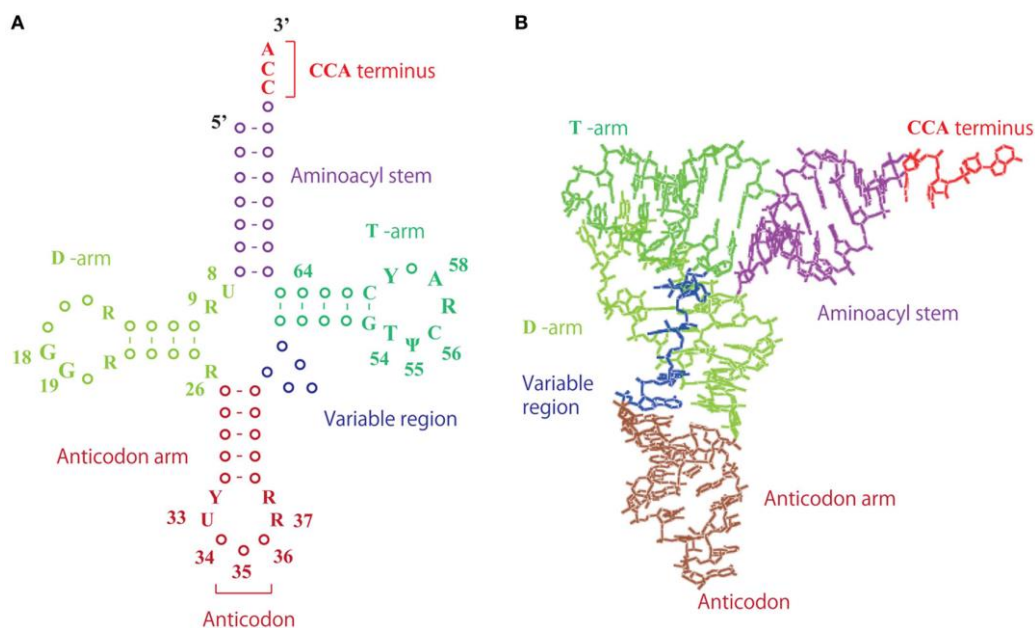 A
3'
A
C
C
CCA terminus
5'
Aminoacyl stem
T-arm
D-arm
8
64
Y
A
58
9
U
C
R
R
R
18
G
G
T
Ψ
C
56
G
R
54
55
19
26
R
Variable region
Anticodon arm
Y
R
33
U
R
37
34
35
36
Anticodon
B
T-arm
CCA terminus
Aminoacyl stem
D-arm
Variable
region
Anticodon arm
Anticodon